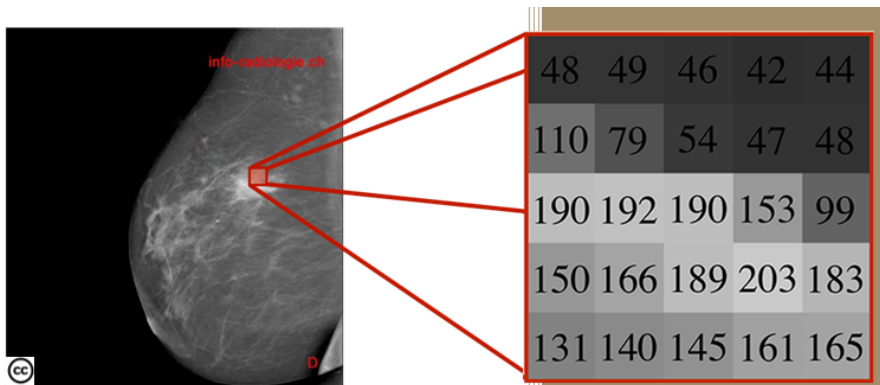 info-radiologie.ch
48 49 46 42 44
110 79 54 47 48
190 192 190 153 99
150 166 189 203 183
131 140 145 161 165
D
cc